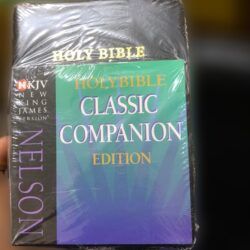 HOLY BIBLE
NKJV
NEW
KING
JAMES
VERSION
HOLY BIBLE
CLASSIC
COMPANION
EDITION
NELSON